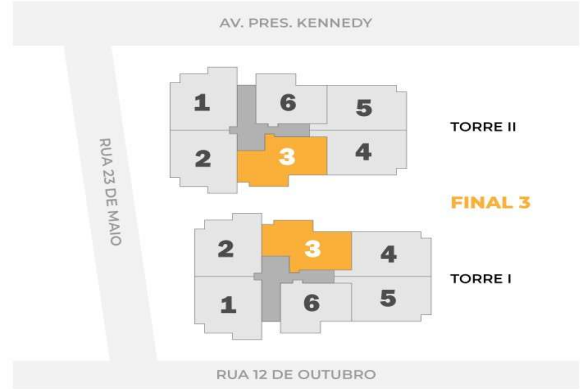 AV. PRES. KENNEDY
1 6 5
TORRE II
2 3 4
RUA 23 DE MAIO
FINAL 3
2 3 4
TORRE I
1 6 5
RUA 12 DE OUTUBRO